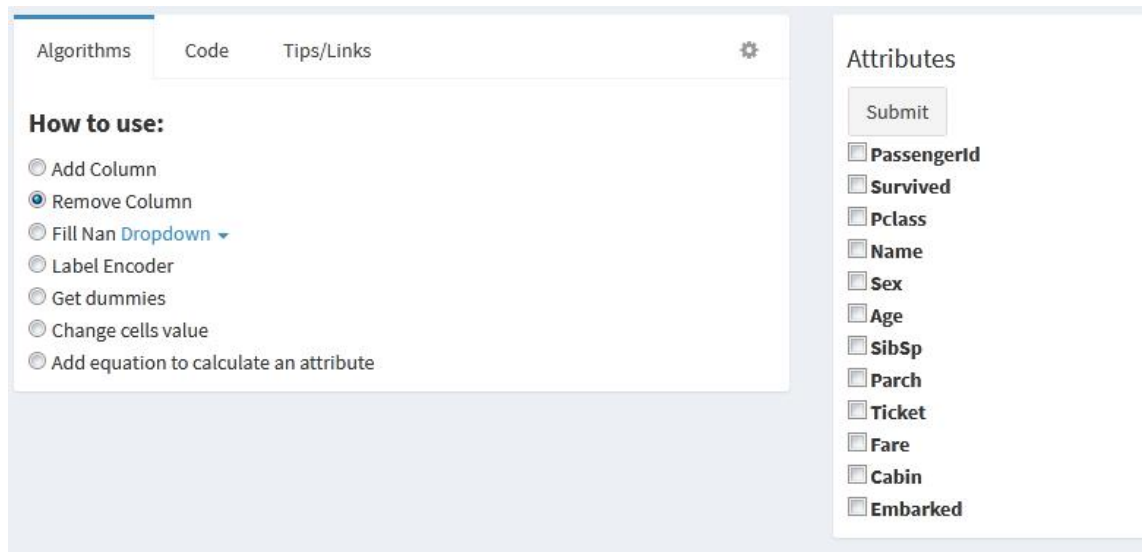 Algorithms Code Tips/Links
How to use:
Add Column
Remove Column
Fill Nan Dropdown
Label Encoder
Get dummies
Change cells value
Add equation to calculate an attribute
Attributes
Submit
PassengerId
Survived
Pclass
Name
Sex
Age
SibSp
Parch
Ticket
Fare
Cabin
Embarked